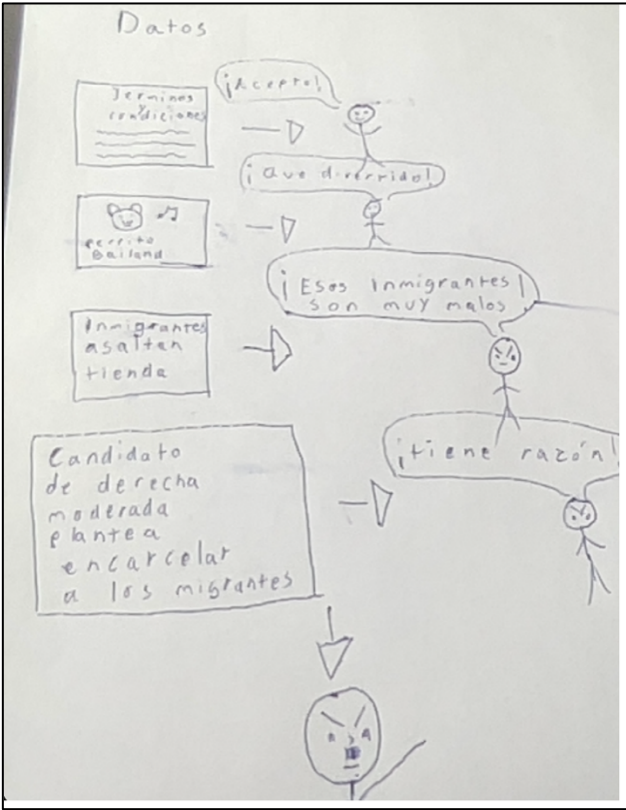 Datos
Terminos
y
condiciones
¡Acepto!
¡Que divertido!
perrito
Bailand
¡Esos inmigrantes!
son muy malos
Inmigrantes
asaltan
tienda
Candidato
de derecha
moderada
plantea
encarcelar
a los migrantes
¡tiene razón!